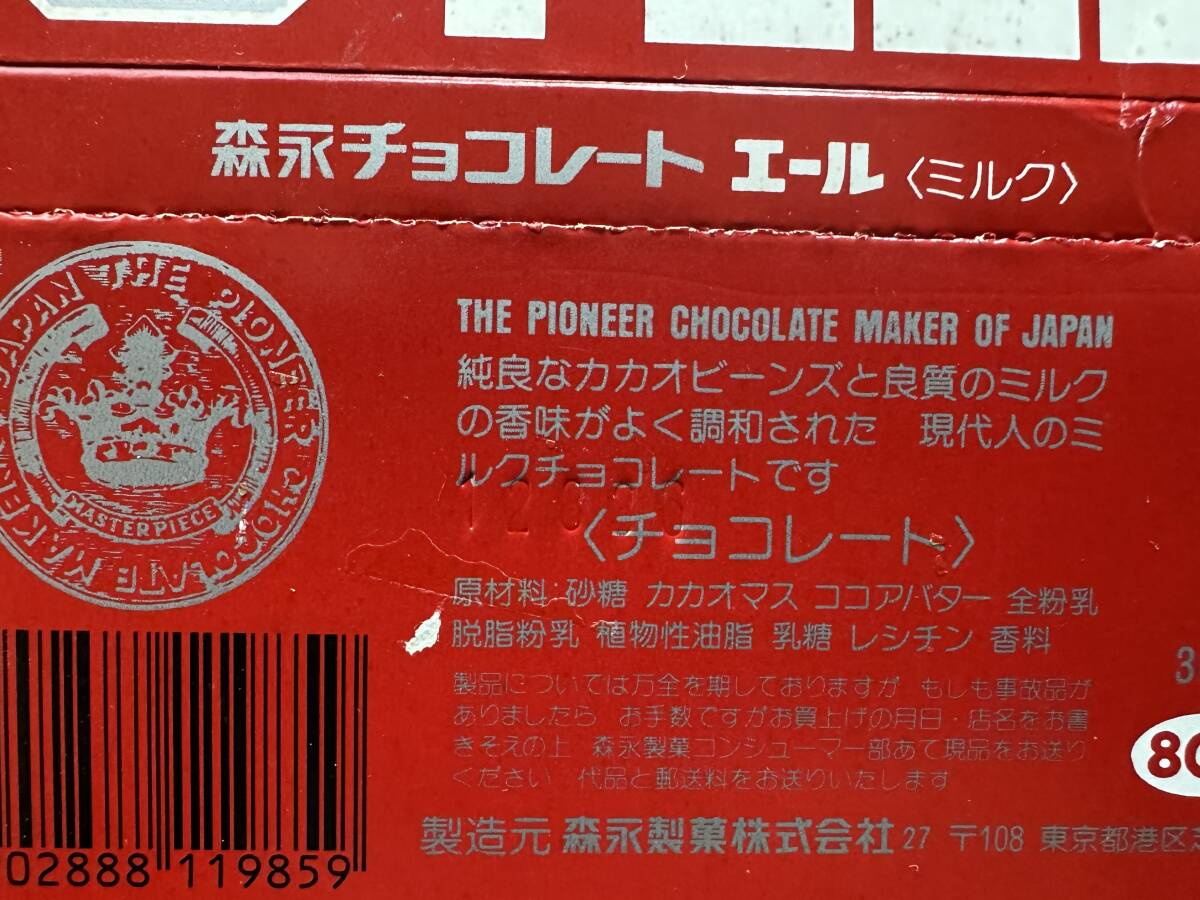 森永チョコレート エール 〈ミルク〉
JAPAN THE PIONEER CHOCOLATE MAKER
MASTERPIECE
THE PIONEER CHOCOLATE MAKER OF JAPAN
純良なカカオビーンズと良質のミルク
の香味がよく調和された 現代人のミ
ルクチョコレートです
〈チョコレート〉
原材料:砂糖 カカオマス ココアバター 全粉乳
脱脂粉乳 植物性油脂 乳糖 レシチン 香料
製品については万全を期しておりますが もしも事故品が
ありましたら お手数ですがお買上げの月日・店名をお書
きそえの上 森永製菓コンシューマー部あて現品をお送り
ください 代品と郵送料をお送りいたします
製造元 森永製菓株式会社 27 〒108 東京都港区
02888 119859
3